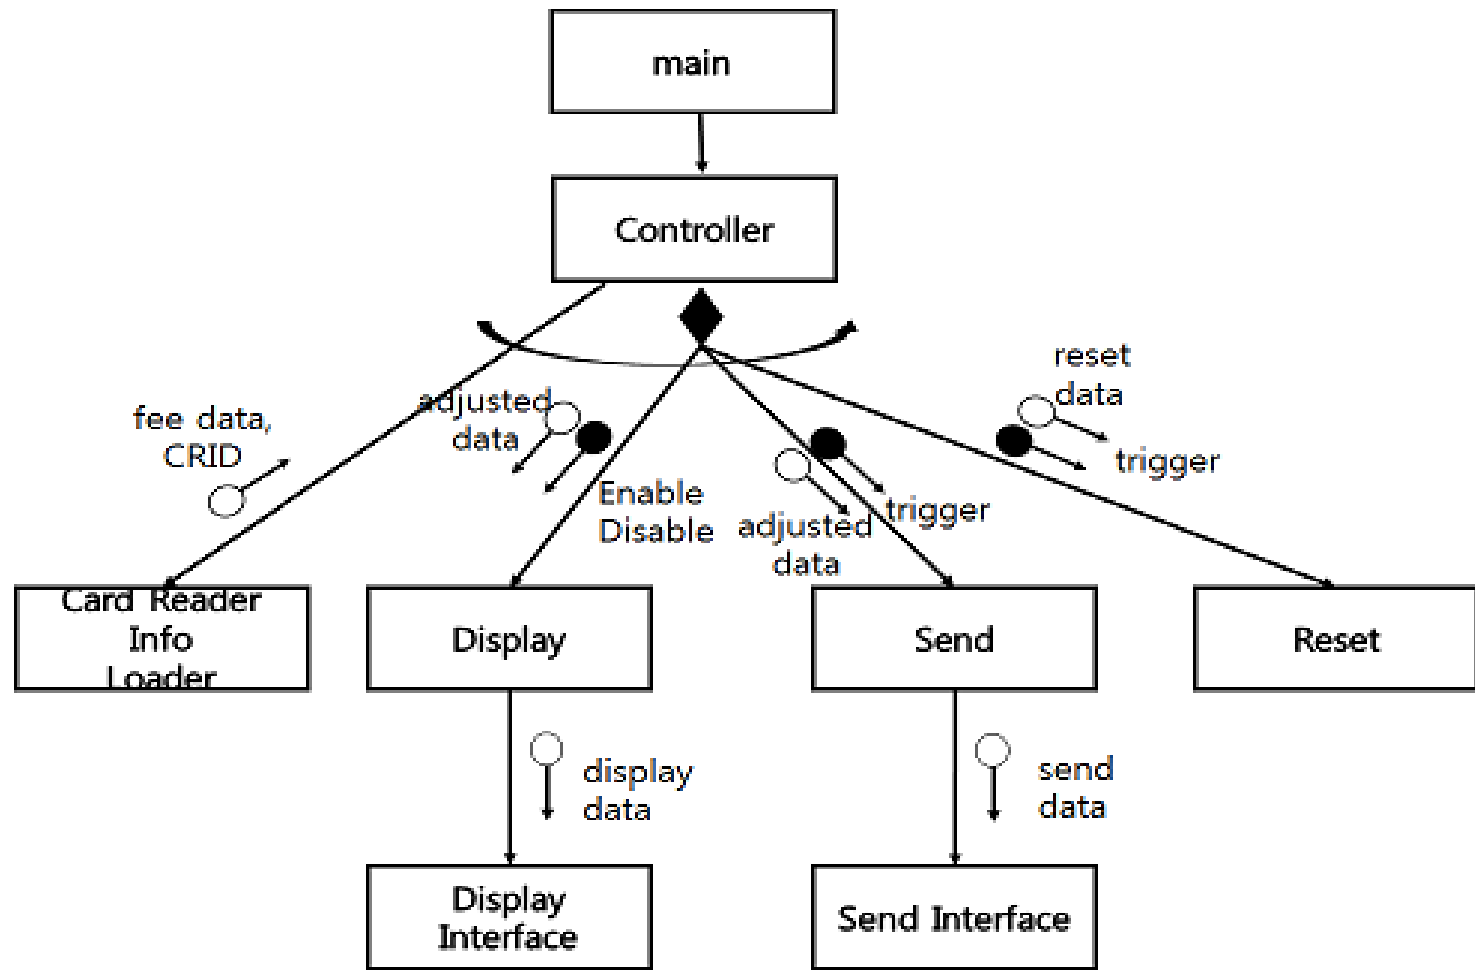 main
Controller
reset
data
trigger
fee data,
CRID
adjusted
data
Enable
Disable
trigger
adjusted
data
Card Reader
Info
Loader
Display
Send
Reset
display
data
send
data
Display
Interface
Send Interface